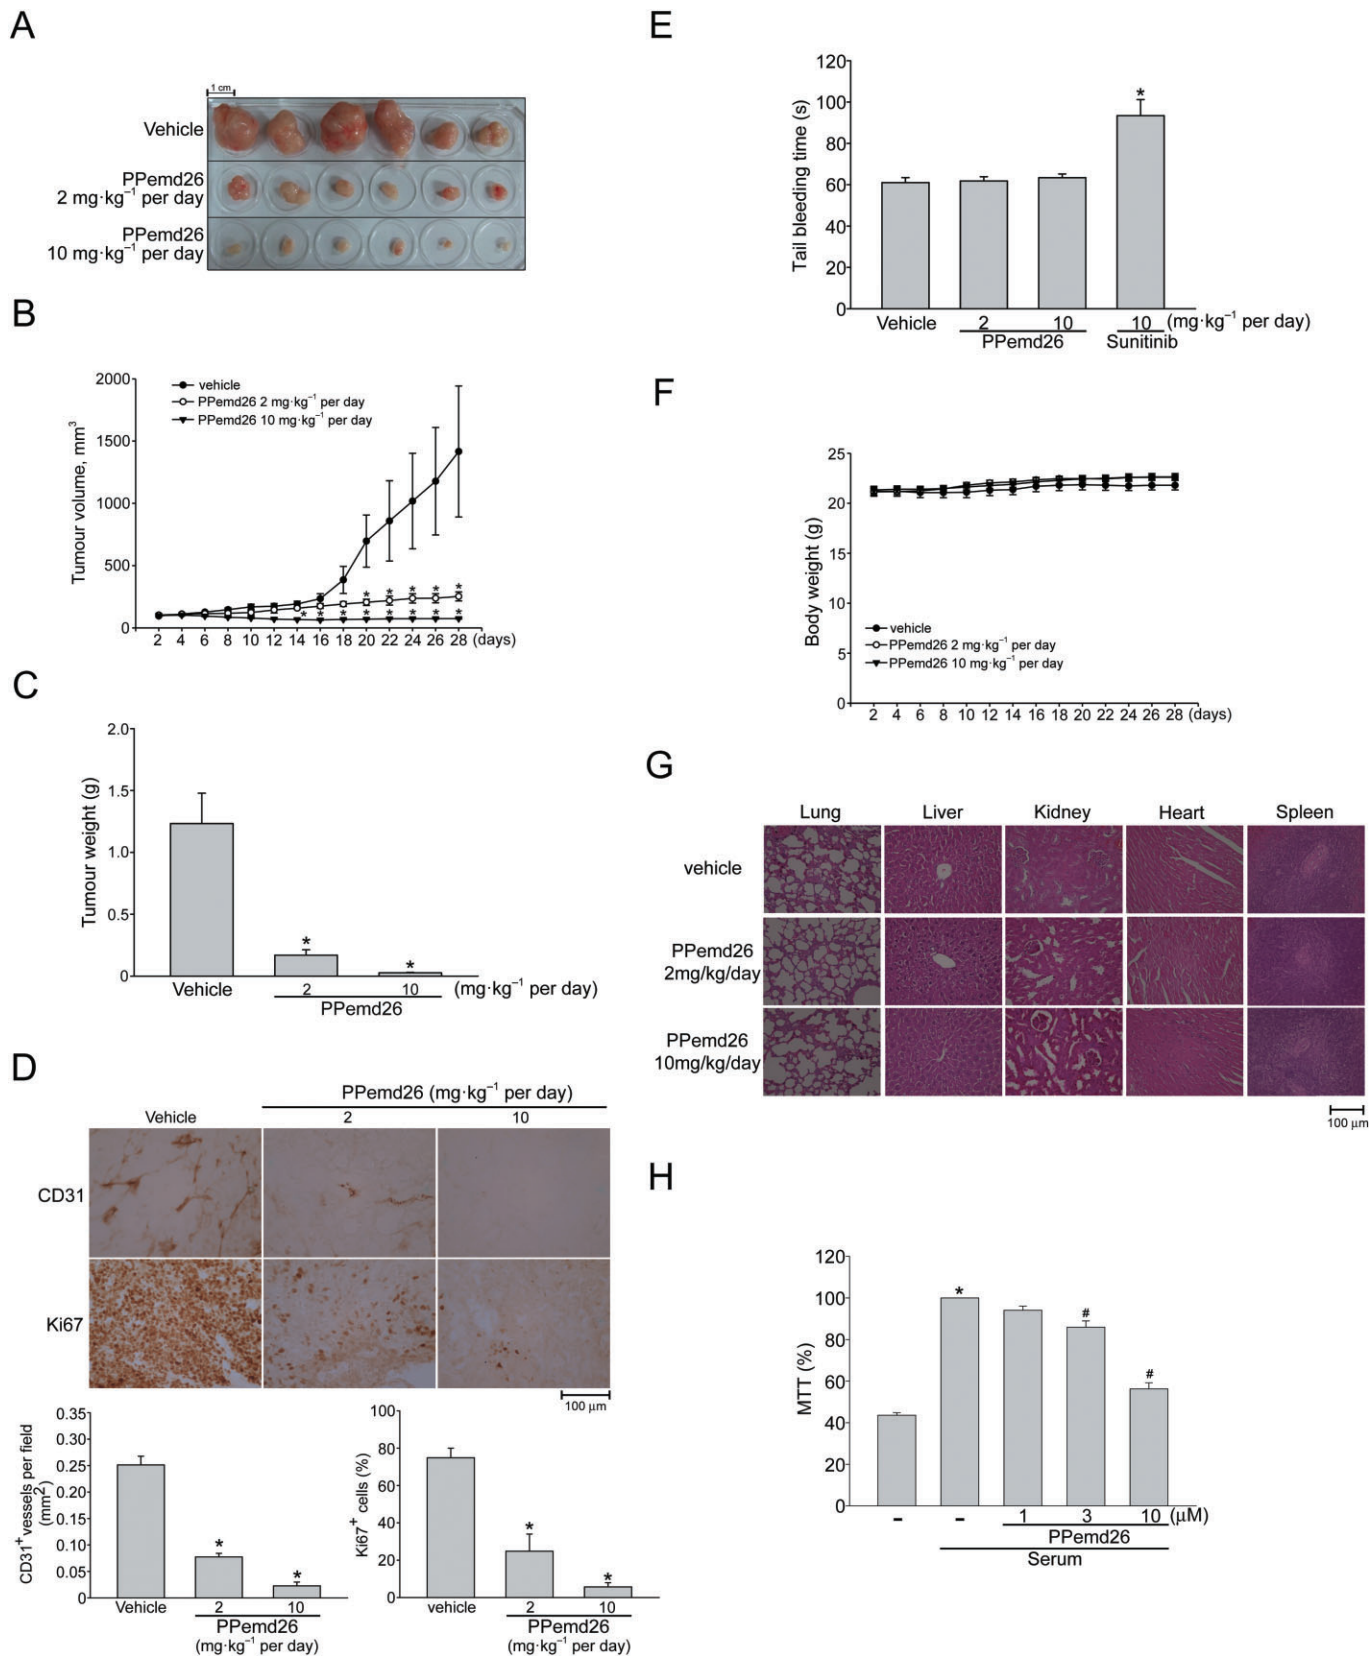 A
1 cm
Vehicle
PPemd26
2 mg·kg⁻¹ per day
PPemd26
10 mg·kg⁻¹ per day
B
2000
1500
1000
500
0
Tumour volume, mm³
vehicle
PPemd26 2 mg·kg⁻¹ per day
PPemd26 10 mg·kg⁻¹ per day
* * * * *
* * * * * * * *
2 4 6 8 10 12 14 16 18 20 22 24 26 28 (days)
C
2.0
1.5
1.0
0.5
0
Tumour weight (g)
*
*
Vehicle 2 10 (mg·kg⁻¹ per day)
PPemd26
D
PPemd26 (mg·kg⁻¹ per day)
Vehicle 2 10
CD31
Ki67
100 µm
0.35
0.30
0.25
0.20
0.15
0.10
0.05
0
CD31⁺ vessels per field
(mm²)
*
*
Vehicle 2 10
PPemd26
(mg·kg⁻¹ per day)
100
80
60
40
20
0
Ki67⁺ cells (%)
*
*
vehicle 2 10
PPemd26
(mg·kg⁻¹ per day)
E
120
100
80
60
40
20
0
Tail bleeding time (s)
*
Vehicle 2 10 10 (mg·kg⁻¹ per day)
PPemd26 Sunitinib
F
25
20
15
10
5
0
Body weight (g)
vehicle
PPemd26 2 mg·kg⁻¹ per day
PPemd26 10 mg·kg⁻¹ per day
2 4 6 8 10 12 14 16 18 20 22 24 26 28 (days)
G
Lung Liver Kidney Heart Spleen
vehicle
PPemd26
2mg/kg/day
PPemd26
10mg/kg/day
100 µm
H
120
100
80
60
40
20
0
MTT (%)
*
#
#
- - 1 3 10 (µM)
PPemd26
Serum